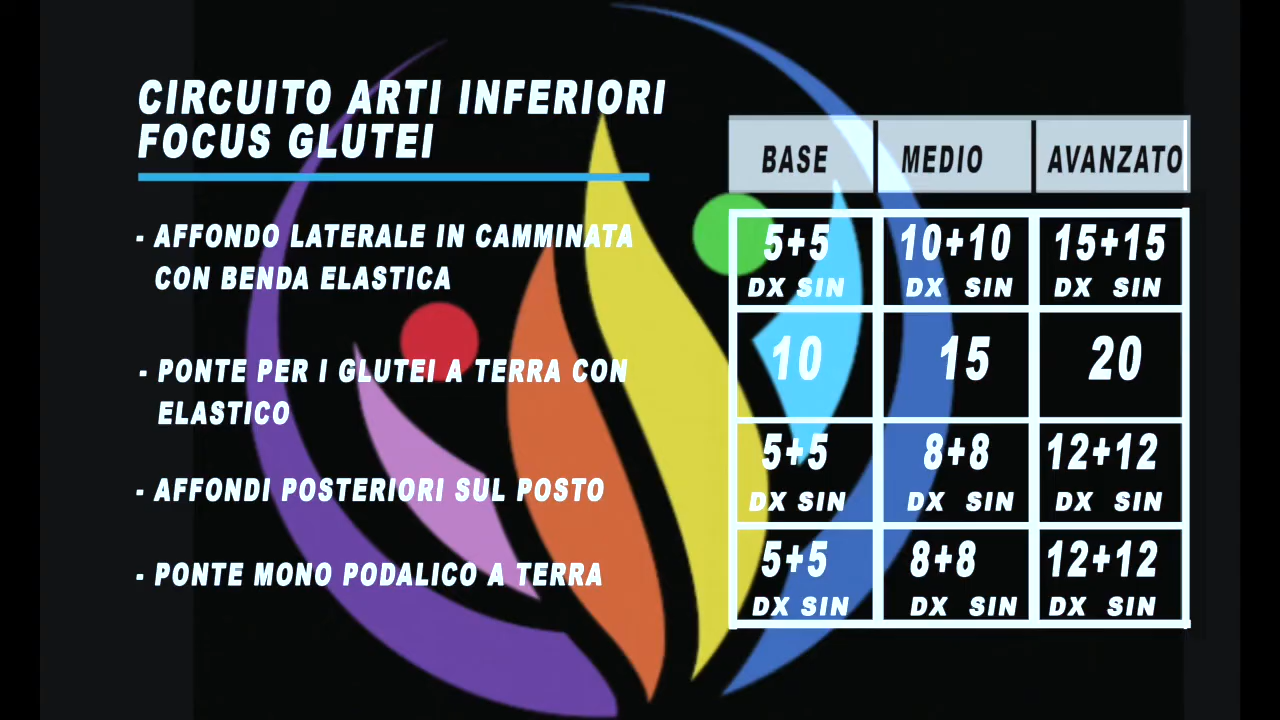 CIRCUITO ARTI INFERIORI
FOCUS GLUTEI
BASE MEDIO AVANZATO
- AFFONDO LATERALE IN CAMMINATA
CON BENDA ELASTICA
5+5 10+10 15+15
DX SIN DX SIN DX SIN
- PONTE PER I GLUTEI A TERRA CON
ELASTICO
10 15 20
- AFFONDI POSTERIORI SUL POSTO
5+5 8+8 12+12
DX SIN DX SIN DX SIN
- PONTE MONO PODALICO A TERRA
5+5 8+8 12+12
DX SIN DX SIN DX SIN